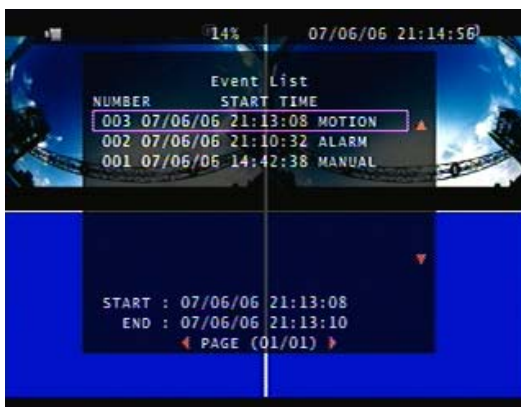 14% 07/06/06 21:14:56
Event List
NUMBER START TIME
003 07/06/06 21:13:08 MOTION
002 07/06/06 21:10:32 ALARM
001 07/06/06 14:42:38 MANUAL
START : 07/06/06 21:13:08
END : 07/06/06 21:13:10
PAGE (01/01)